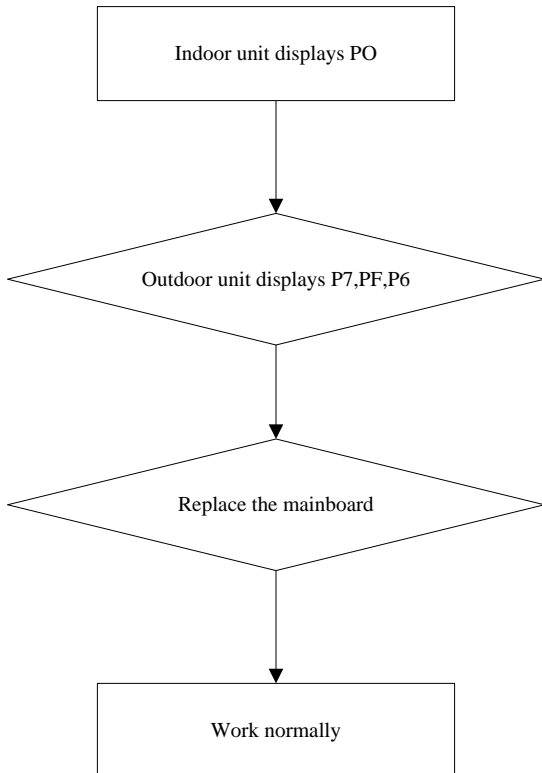 Indoor unit displays PO
Outdoor unit displays P7,PF,P6
Replace the mainboard
Work normally